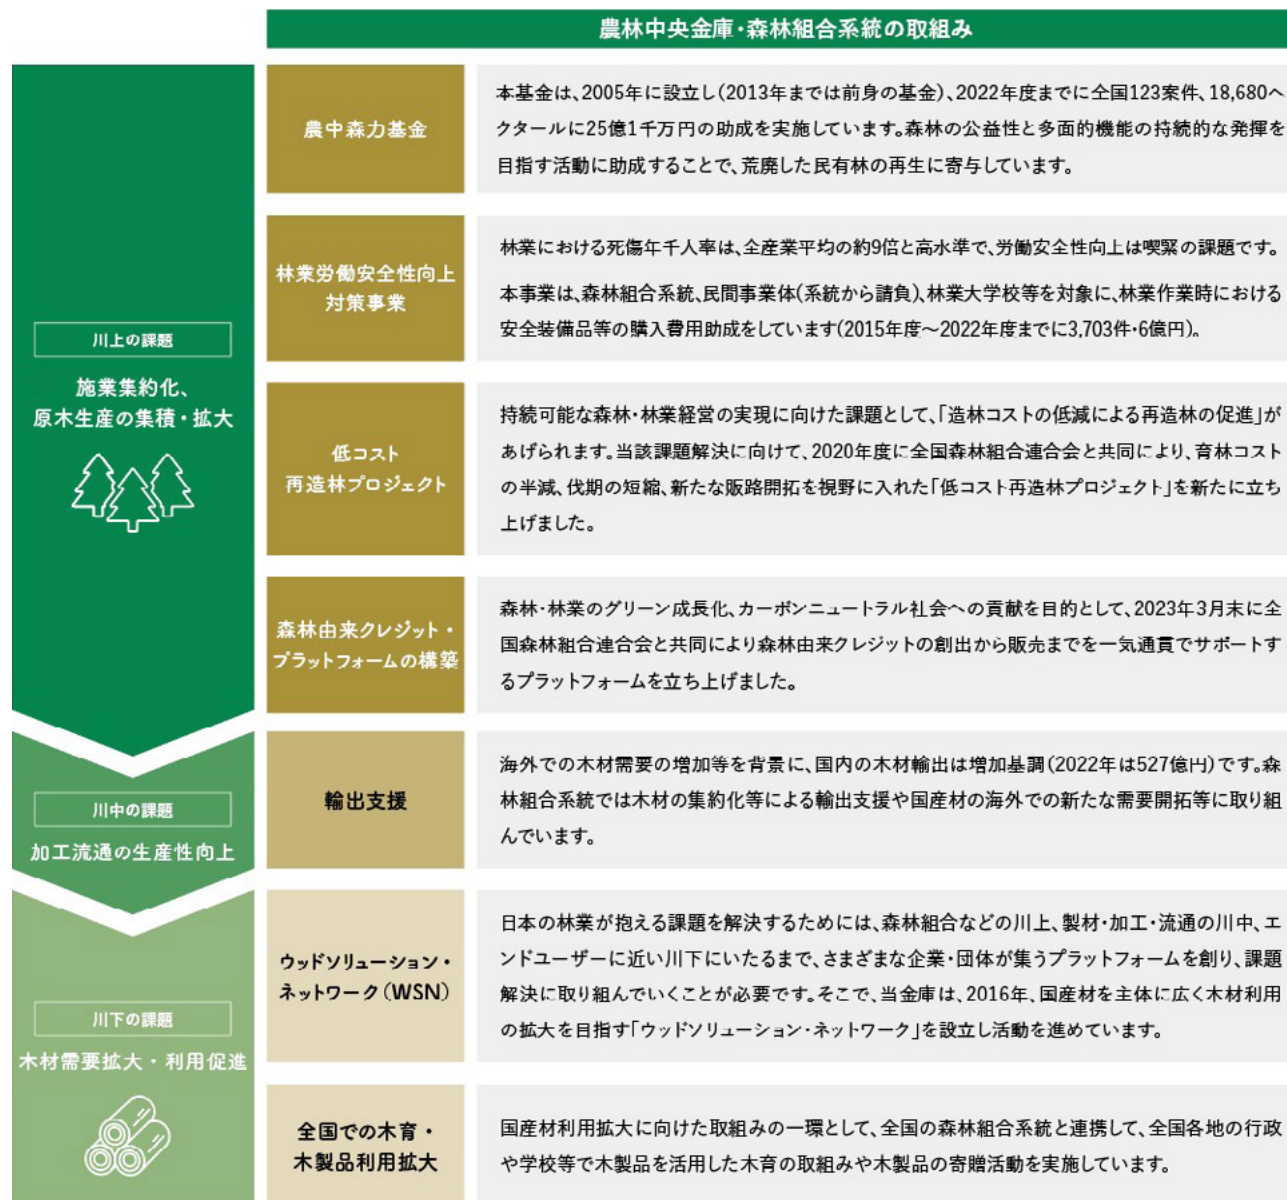 農林中央金庫・森林組合系統の取組み
川上の課題
施業集約化、
原木生産の集積・拡大
農中森力基金
本基金は、2005年に設立し(2013年までは前身の基金)、2022年度までに全国123案件、18,680ヘ
クタールに25億1千万円の助成を実施しています。森林の公益性と多面的機能の持続的な発揮を
目指す活動に助成することで、荒廃した民有林の再生に寄与しています。
林業労働安全性向上
対策事業
林業における死傷年千人率は、全産業平均の約9倍と高水準で、労働安全性向上は喫緊の課題です。
本事業は、森林組合系統、民間事業体(系統から請負)、林業大学校等を対象に、林業作業時における
安全装備品等の購入費用助成をしています(2015年度～2022年度までに3,703件・6億円)。
低コスト
再造林プロジェクト
持続可能な森林・林業経営の実現に向けた課題として、「造林コストの低減による再造林の促進」が
あげられます。当該課題解決に向けて、2020年度に全国森林組合連合会と共同により、育林コスト
の半減、伐期の短縮、新たな販路開拓を視野に入れた「低コスト再造林プロジェクト」を新たに立ち
上げました。
森林由来クレジット・
プラットフォームの構築
森林・林業のグリーン成長化、カーボンニュートラル社会への貢献を目的として、2023年3月末に全
国森林組合連合会と共同により森林由来クレジットの創出から販売までを一気通貫でサポートす
るプラットフォームを立ち上げました。
川中の課題
加工流通の生産性向上
輸出支援
海外での木材需要の増加等を背景に、国内の木材輸出は増加基調(2022年は527億円)です。森
林組合系統では木材の集約化等による輸出支援や国産材の海外での新たな需要開拓等に取り組
んでいます。
川下の課題
木材需要拡大・利用促進
ウッドソリューション・
ネットワーク(WSN)
日本の林業が抱える課題を解決するためには、森林組合などの川上、製材・加工・流通の川中、エ
ンドユーザーに近い川下にいたるまで、さまざまな企業・団体が集うプラットフォームを創り、課題
解決に取り組んでいくことが必要です。そこで、当金庫は、2016年、国産材を主体に広く木材利用
の拡大を目指す「ウッドソリューション・ネットワーク」を設立し活動を進めています。
全国での木育・
木製品利用拡大
国産材利用拡大に向けた取組みの一環として、全国の森林組合系統と連携して、全国各地の行政
や学校等で木製品を活用した木育の取組みや木製品の寄贈活動を実施しています。